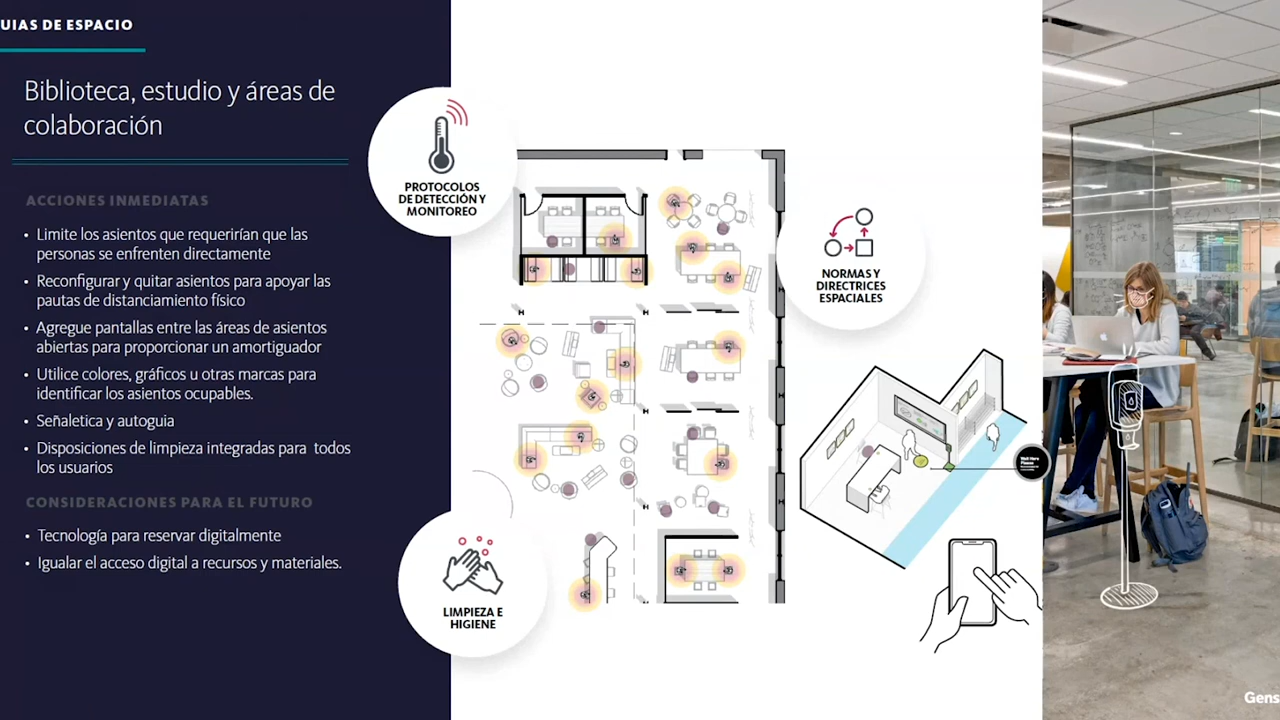 UIAS DE ESPACIO
Biblioteca, estudio y áreas de
colaboración
ACCIONES INMEDIATAS
• Limite los asientos que requerirían que las
personas se enfrenten directamente
• Reconfigurar y quitar asientos para apoyar las
pautas de distanciamiento físico
• Agregue pantallas entre las áreas de asientos
abiertas para proporcionar un amortiguador
• Utilice colores, gráficos u otras marcas para
identificar los asientos ocupables.
• Señaletica y autoguia
• Disposiciones de limpieza integradas para todos
los usuarios
CONSIDERACIONES PARA EL FUTURO
• Tecnología para reservar digitalmente
• Igualar el acceso digital a recursos y materiales.
PROTOCOLOS
DE DETECCIÓN Y
MONITOREO
NORMAS Y
DIRECTRICES
ESPACIALES
LIMPIEZA E
HIGIENE
Wait Here
Please
Gens